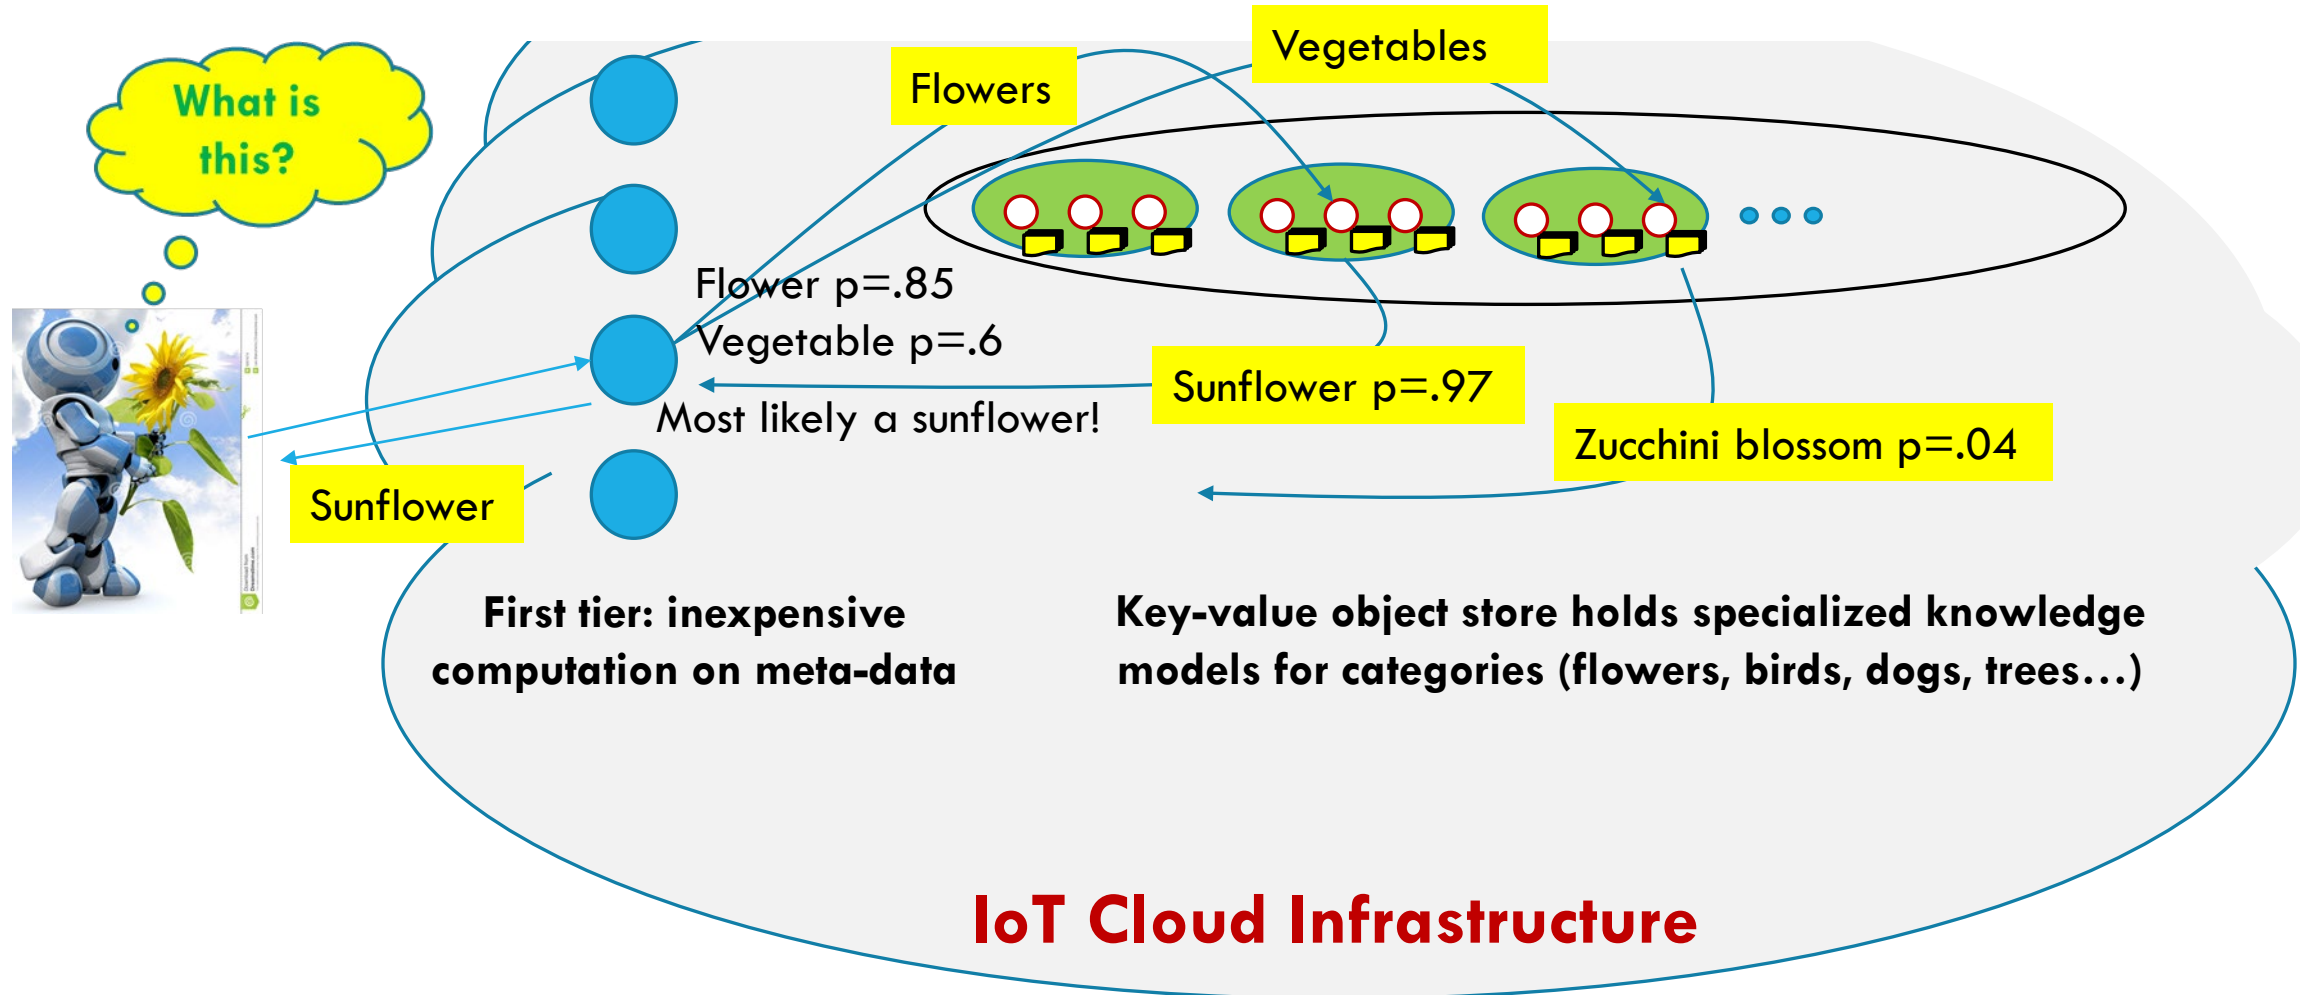 What is
this?
Flowers
Vegetables
Flower p=.85
Vegetable p=.6
Most likely a sunflower!
Sunflower p=.97
Zucchini blossom p=.04
Sunflower
First tier: inexpensive
computation on meta-data
Key-value object store holds specialized knowledge
models for categories (flowers, birds, dogs, trees…)
IoT Cloud Infrastructure